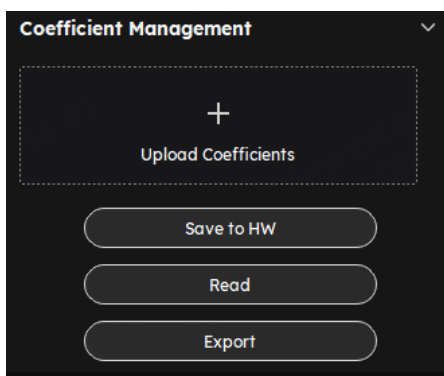 Coefficient Management
Upload Coefficients
Save to HW
Read
Export